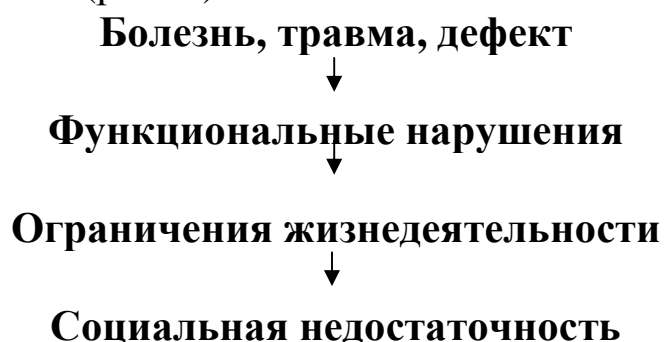 Болезнь, травма, дефект
Функциональные нарушения
Ограничения жизнедеятельности
Социальная недостаточность